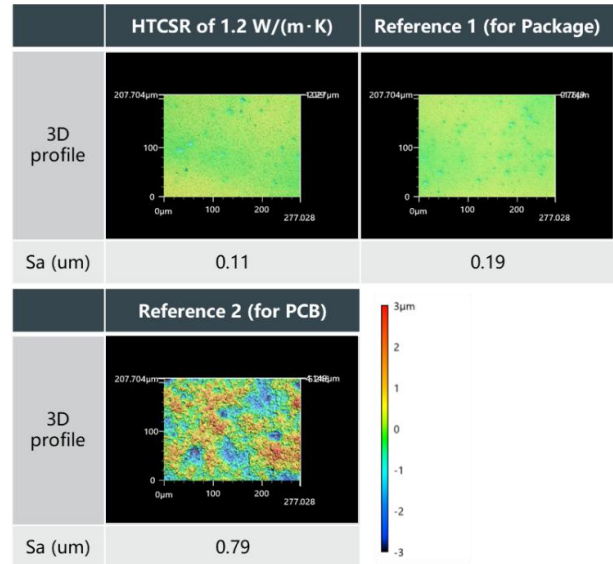 HTCSR of 1.2 W/(m·K)
Reference 1 (for Package)
3D
profile
207.704μm
100
0
0μm
100
200
277.028
207.704μm
100
0
0μm
100
200
277.028
Sa (um)
0.11
0.19
Reference 2 (for PCB)
3D
profile
207.704μm
100
0
0μm
100
200
277.028
3μm
2
1
0
-1
-2
-3
Sa (um)
0.79